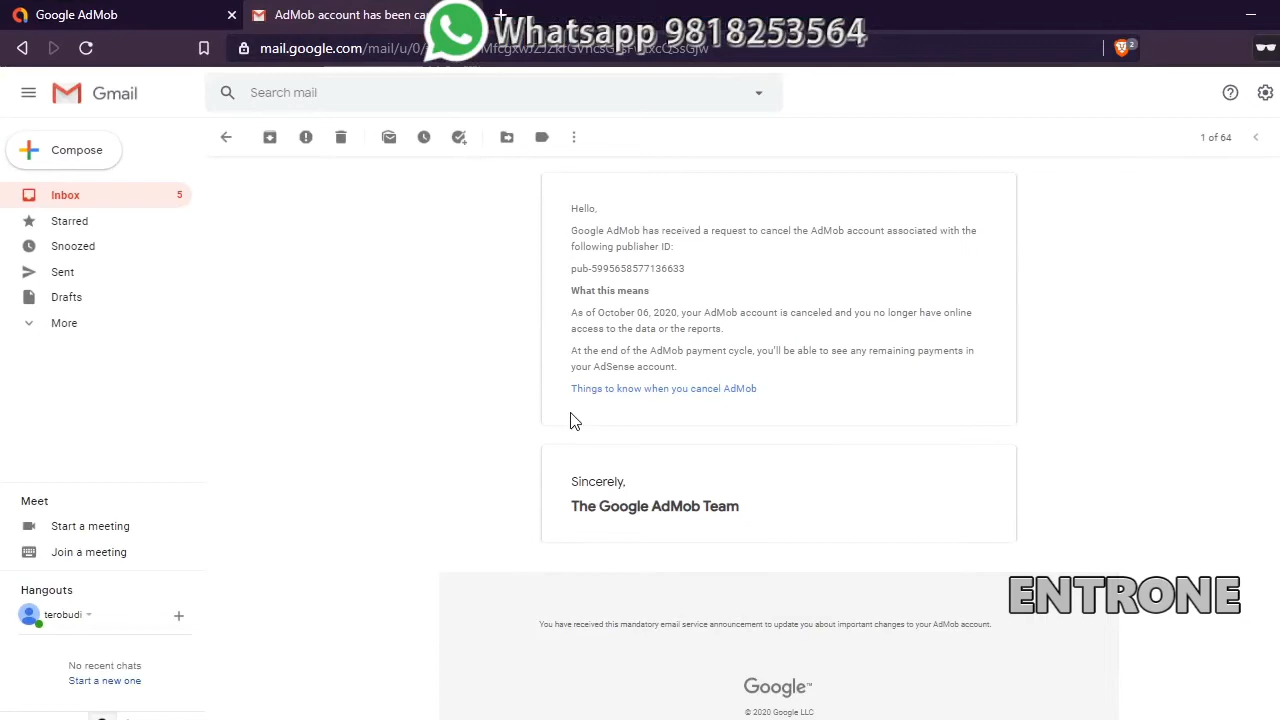 Google AdMob
AdMob account has been ca
Whatsapp 9818253564
mail.google.com/mail/u/0/
Gmail
Search mail
Compose
1 of 64
Inbox 5
Starred
Snoozed
Sent
Drafts
More
Hello,
Google AdMob has received a request to cancel the AdMob account associated with the
following publisher ID:
pub-5995658577136633
What this means
As of October 06, 2020, your AdMob account is canceled and you no longer have online
access to the data or the reports.
At the end of the AdMob payment cycle, you'll be able to see any remaining payments in
your AdSense account.
Things to know when you cancel AdMob
Sincerely,
The Google AdMob Team
Meet
Start a meeting
Join a meeting
Hangouts
terobudi
No recent chats
Start a new one
ENTRONE
You have received this mandatory email service announcement to update you about important changes to your AdMob account.
Google™
© 2020 Google LLC
2